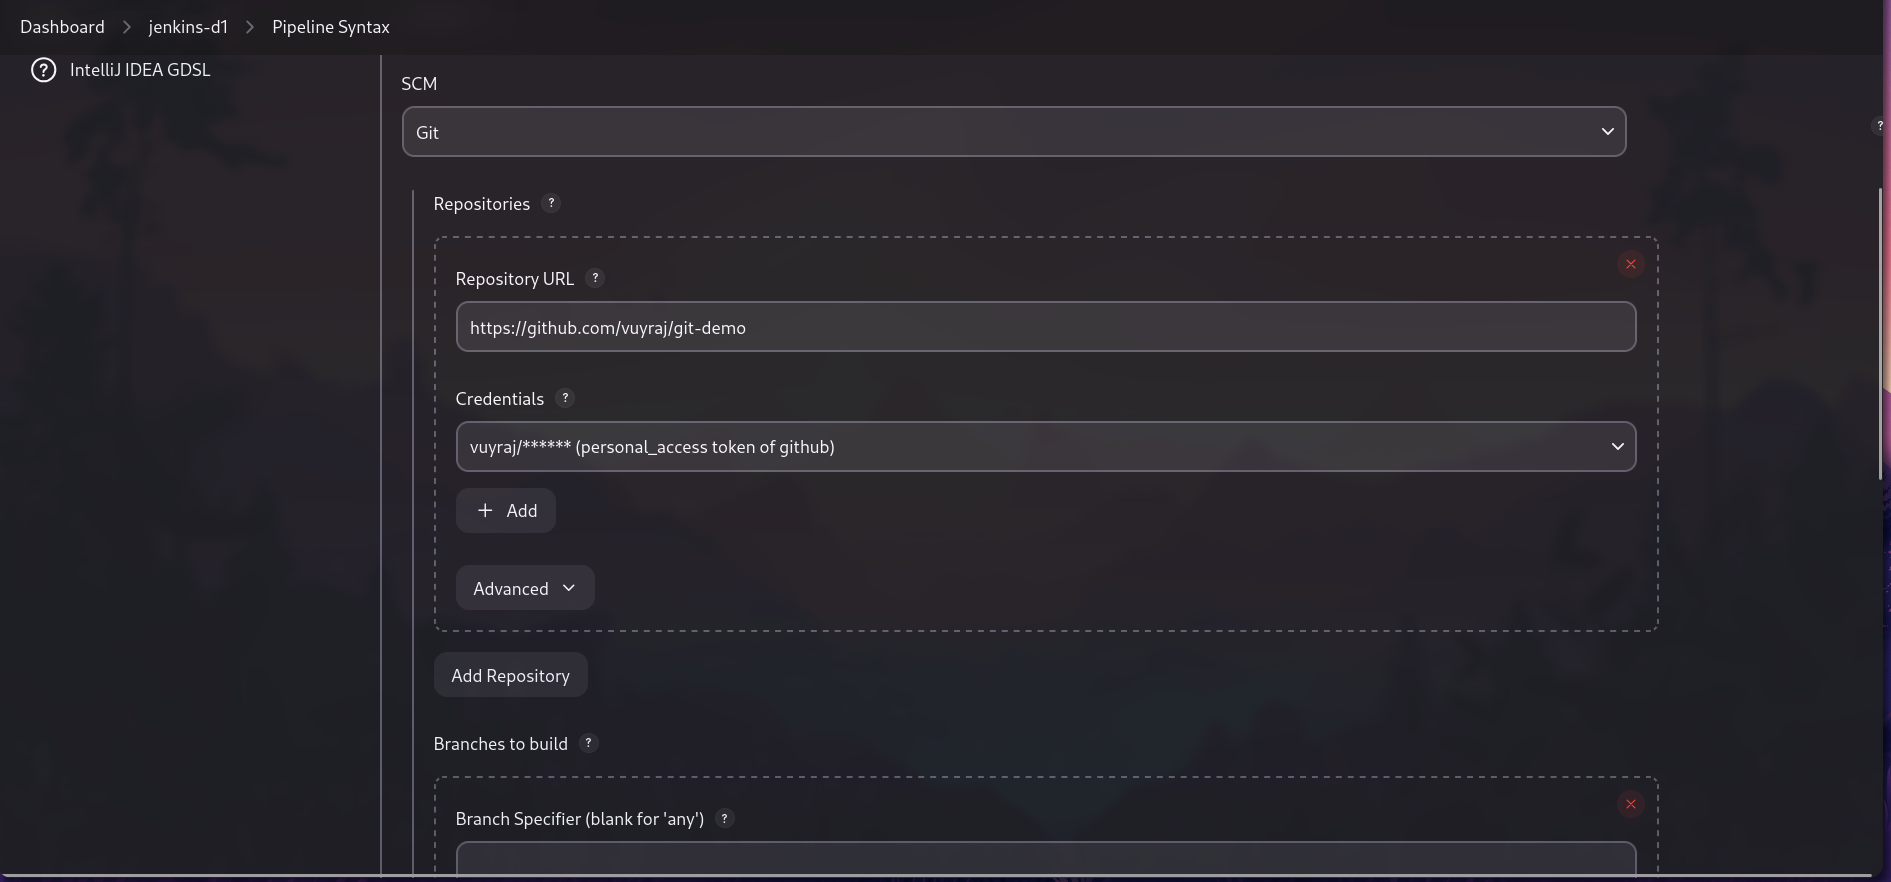 Dashboard > jenkins-d1 > Pipeline Syntax
? IntelliJ IDEA GDSL
SCM
Git
?
Repositories ?
Repository URL ?
https://github.com/vuyraj/git-demo
Credentials ?
vuyraj/****** (personal_access token of github)
+ Add
Advanced
Add Repository
Branches to build ?
Branch Specifier (blank for 'any') ?